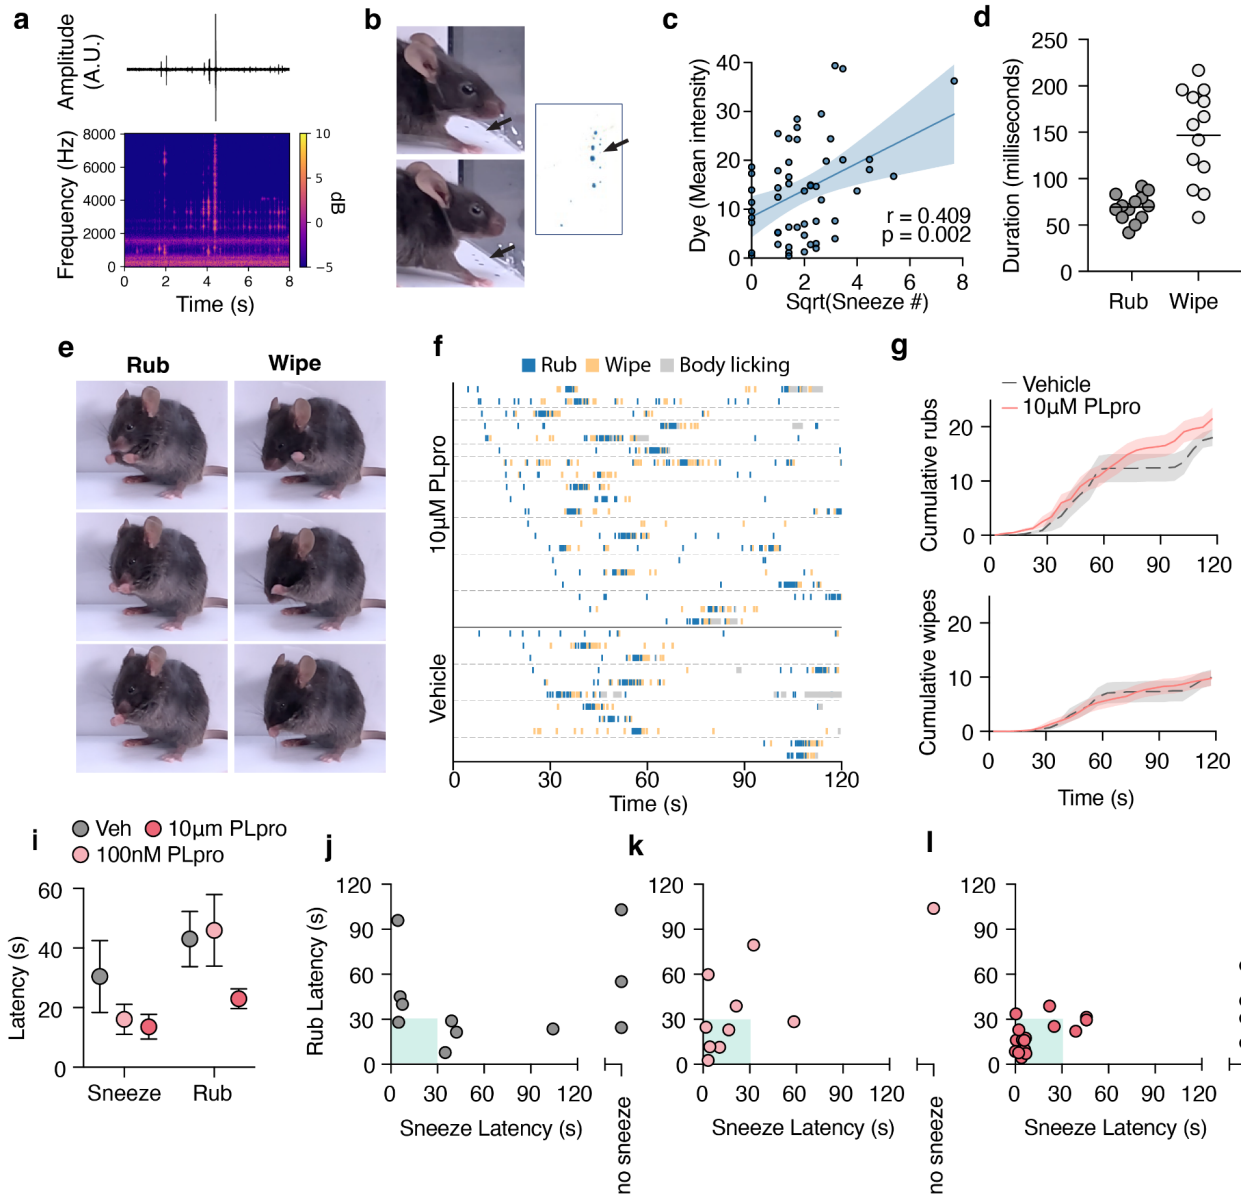 a
Amplitude
(A.U.)
8000
6000
4000
2000
0
Frequency (Hz)
0 2 4 6 8
Time (s)
10
5
0
−5
dB
b
c
Dye (Mean intensity)
40
30
20
10
0
r = 0.409
p = 0.002
0 2 4 6 8
Sqrt(Sneeze #)
d
Duration (milliseconds)
250
200
150
100
50
0
Rub Wipe
e
Rub Wipe
f
Rub Wipe Body licking
10µM PLpro
Vehicle
0 30 60 90 120
Time (s)
g
Vehicle
10µM PLpro
Cumulative rubs
20
10
0
0 30 60 90 120
Cumulative wipes
20
10
0
0 30 60 90 120
Time (s)
i
Veh 10µm PLpro
100nM PLpro
Latency (s)
60
40
20
0
Sneeze Rub
j
Rub Latency (s)
120
90
60
30
0
0 30 60 90 120
no sneeze
Sneeze Latency (s)
k
120
90
60
30
0
0 30 60 90 120
no sneeze
Sneeze Latency (s)
l
120
90
60
30
0
0 30 60 90 120
Sneeze Latency (s)